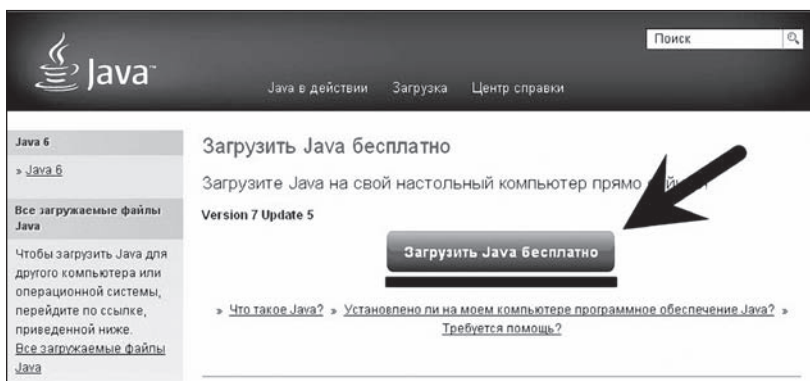 Java™
Поиск
Java в действии Загрузка Центр справки
Java 6
» Java 6
Все загружаемые файлы
Java
Чтобы загрузить Java для
другого компьютера или
операционной системы,
перейдите по ссылке,
приведенной ниже.
Все загружаемые файлы
Java
Загрузить Java бесплатно
Загрузите Java на свой настольный компьютер прямо
Version 7 Update 5
Загрузить Java бесплатно
» Что такое Java? » Установлено ли на моем компьютере программное обеспечение Java? »
Требуется помощь?